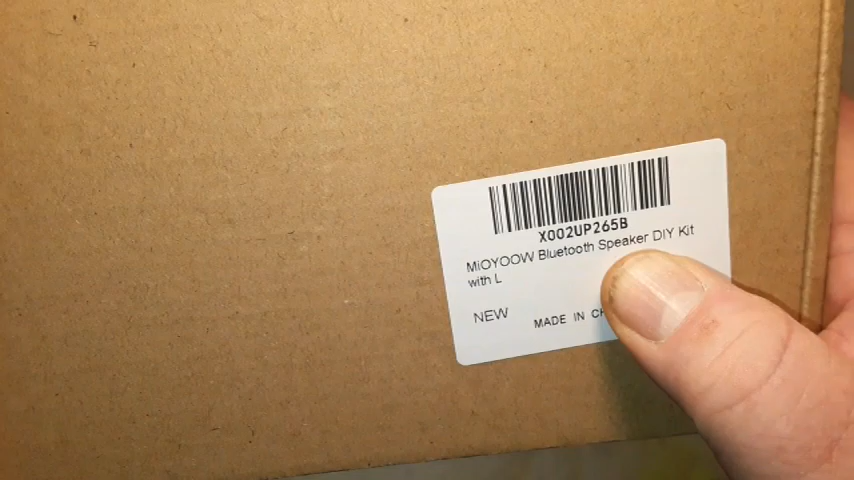 X002UP265B
MiOYOOW Bluetooth Speaker DIY Kit
with L
NEW
MADE IN